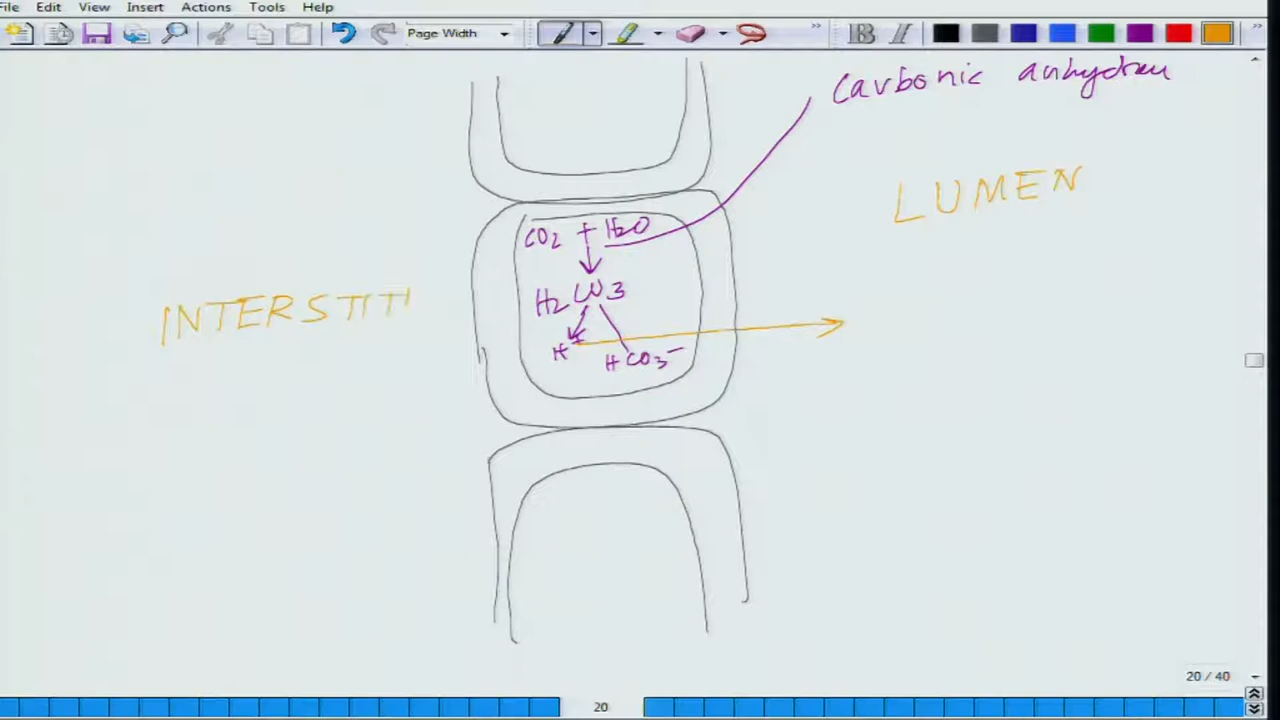 File Edit View Insert Actions Tools Help
Page Width B I
Carbonic anhydra
LUMEN
CO2 + H2O
INTERSTITI
H2CO3
H+ HCO3−
20 / 40
20